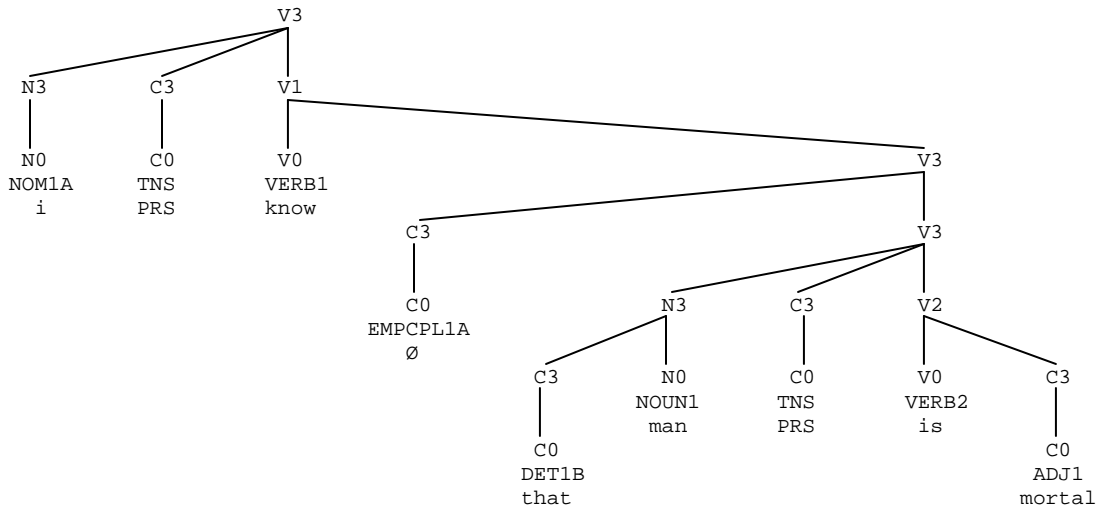 V3
N3 C3 V1
N0 C0 V0 V3
NOM1A TNS VERB1
i PRS know
C3 V3
C0 N3 C3 V2
EMPCPL1A
Ø
C3 N0 C0 V0 C3
NOUN1 TNS VERB2
man PRS is
C0 C0
DET1B ADJ1
that mortal